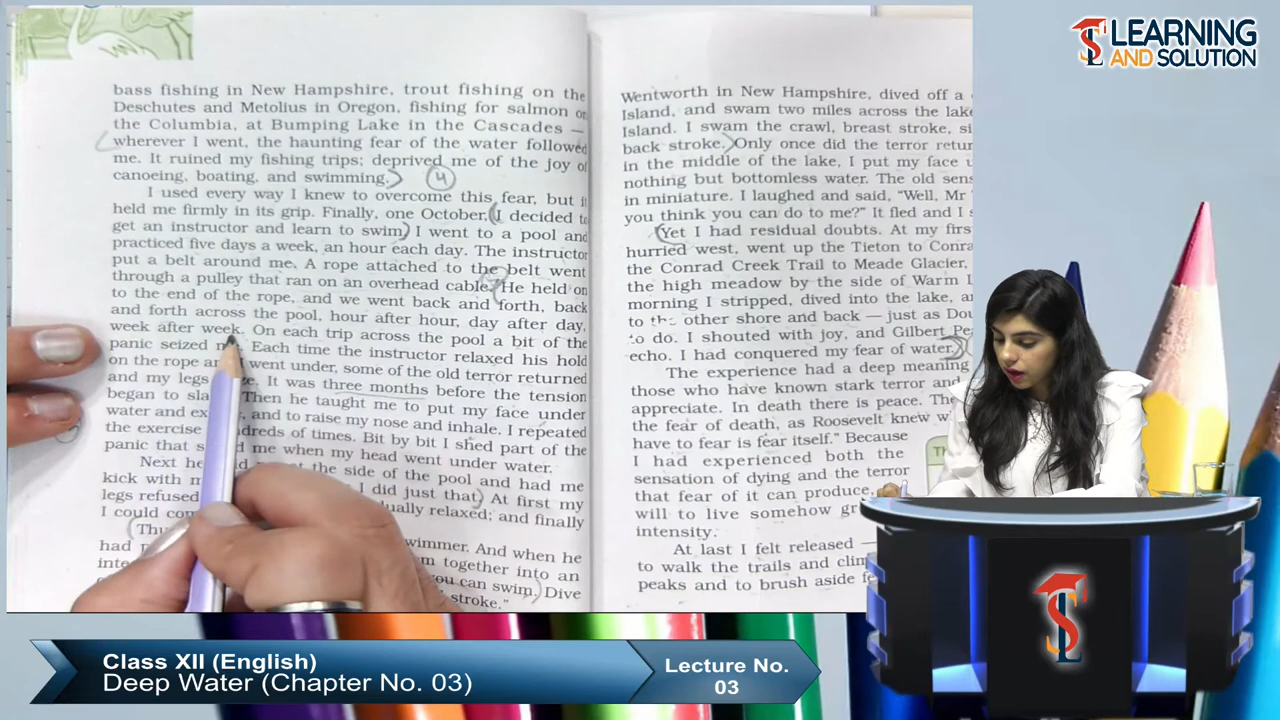 bass fishing in New Hampshire, trout fishing on the
Deschutes and Metolius in Oregon, fishing for salmon on
the Columbia, at Bumping Lake in the Cascades —
wherever I went, the haunting fear of the water followed
me. It ruined my fishing trips; deprived me of the joy of
canoeing, boating, and swimming.
4
I used every way I knew to overcome this fear, but it
held me firmly in its grip. Finally, one October, I decided to
get an instructor and learn to swim. I went to a pool and
practiced five days a week, an hour each day. The instructor
put a belt around me. A rope attached to the belt went
through a pulley that ran on an overhead cable. He held on
to the end of the rope, and we went back and forth, back
and forth across the pool, hour after hour, day after day,
week after week. On each trip across the pool a bit of the
panic seized Each time the instructor relaxed his hold
on the rope went under, some of the old terror returned
and my legs It was three months before the tension
began to Then he taught me to put my face under
water and and to raise my nose and inhale. I repeated
the exercise of times. Bit by bit I shed part of the
panic that me when my head went under water.
Next he the side of the pool and had me
kick with I did just that. At first my
legs refused relaxed; and finally
I could
swimmer. And when he
had together into an
you can swim. Dive
stroke."
Wentworth in New Hampshire, dived off a
Island, and swam two miles across the lake
Island. I swam the crawl, breast stroke,
back stroke. Only once did the terror
in the middle of the lake, I put my face
nothing but bottomless water. The old
in miniature. I laughed and said, "Well, Mr
you think you can do to me?" It fled and I
Yet I had residual doubts. At my
hurried west, went up the Tieton to
the Conrad Creek Trail to Meade Glacier,
the high meadow by the side of Warm
morning I stripped, dived into the lake,
to the other shore and back — just as
to do. I shouted with joy, and Gilbert
echo. I had conquered my fear of water.
The experience had a deep meaning
those who have known stark terror and
appreciate. In death there is peace.
the fear of death, as Roosevelt knew
have to fear is fear itself." Because
I had experienced both the
sensation of dying and the terror
that fear of it can produce,
will to live somehow
intensity.
At last I felt released —
to walk the trails and
peaks and to brush aside
LEARNING
AND SOLUTION
Class XII (English)
Deep Water (Chapter No. 03)
Lecture No.
03